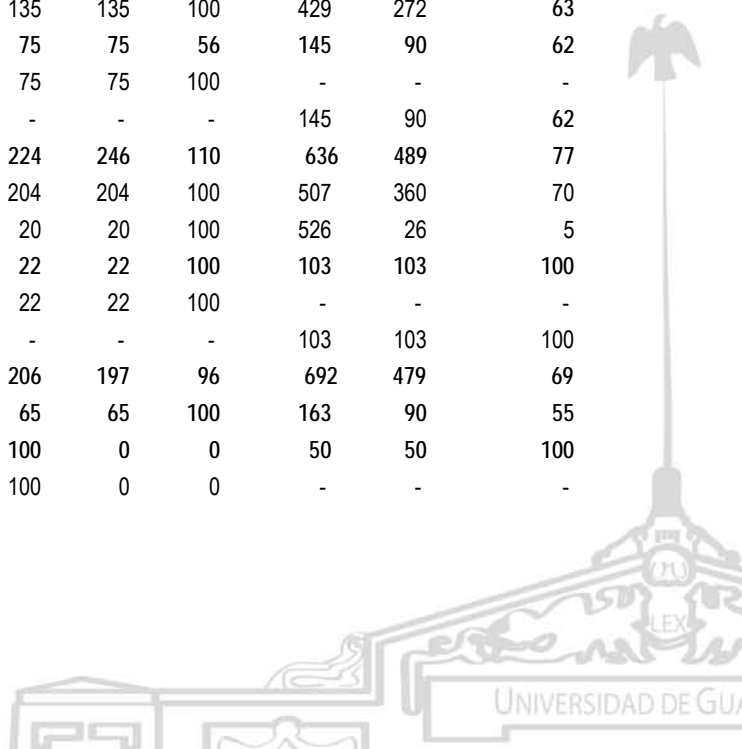 135 135 100 429 272 63
75 75 56 145 90 62
75 75 100 - - -
- - - 145 90 62
224 246 110 636 489 77
204 204 100 507 360 70
20 20 100 526 26 5
22 22 100 103 103 100
22 22 100 - - -
- - - 103 103 100
206 197 96 692 479 69
65 65 100 163 90 55
100 0 0 50 50 100
100 0 0 - - -
LEX
UNIVERSIDAD DE GUA